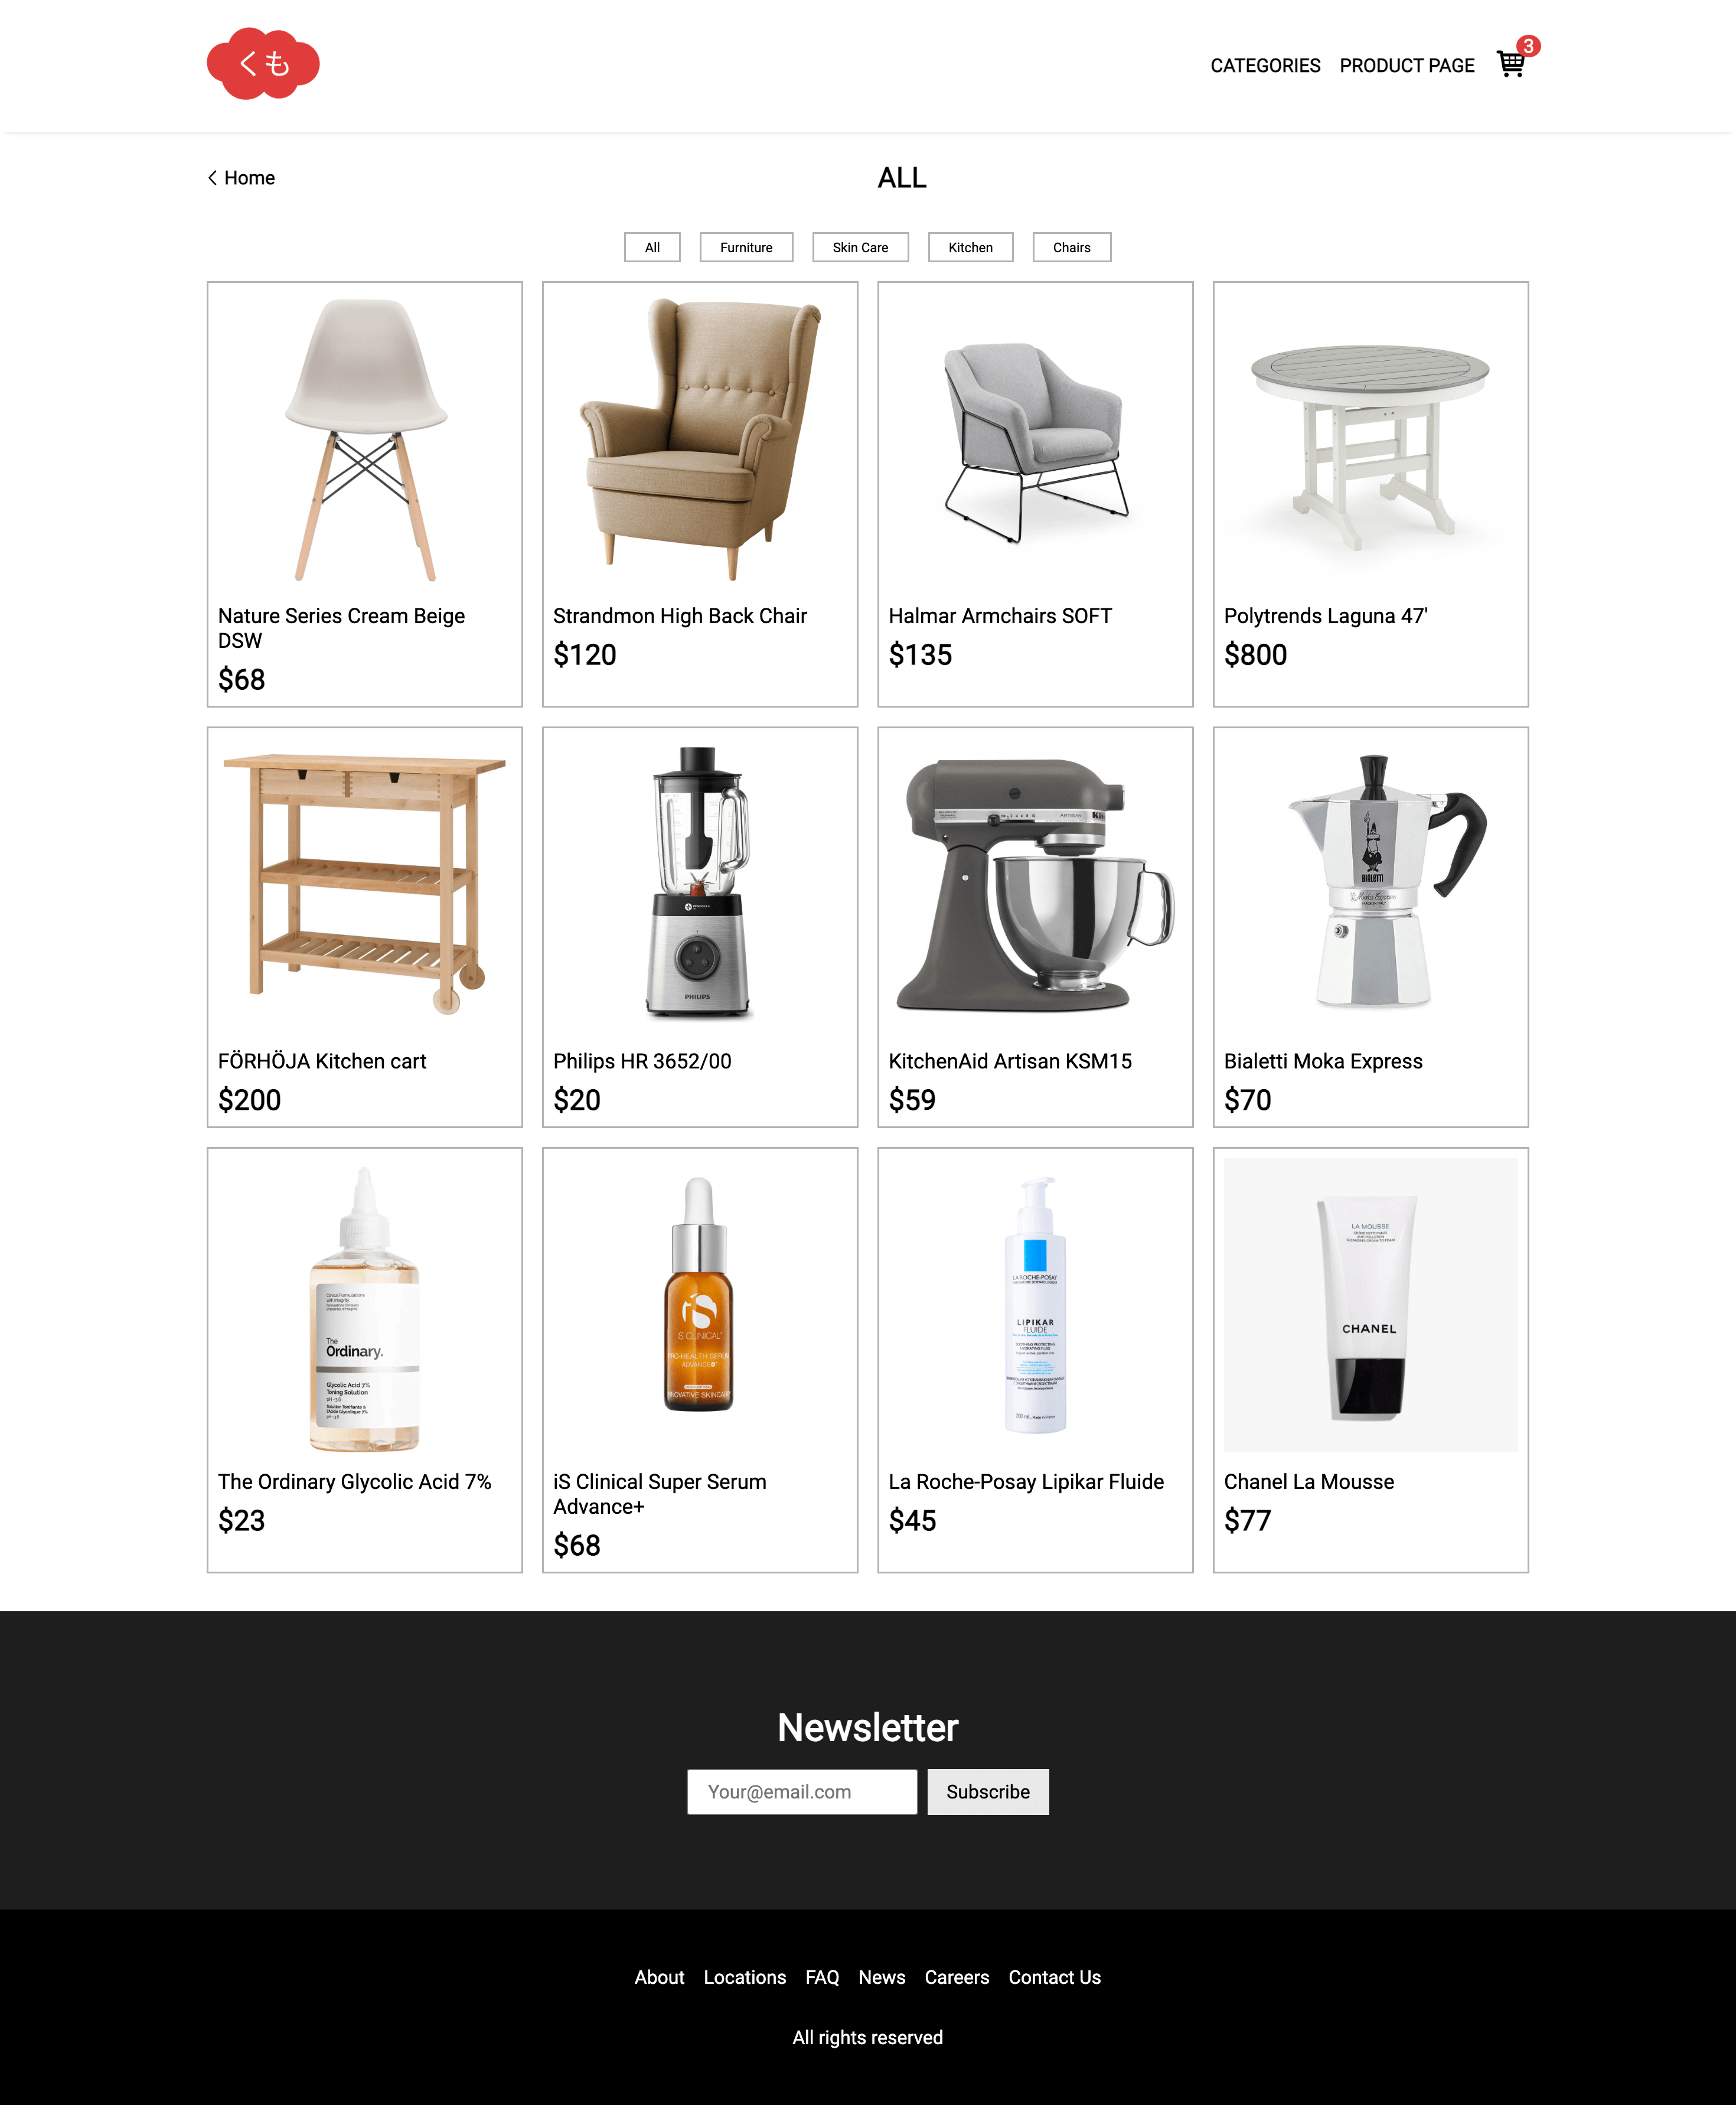 くも
CATEGORIES PRODUCT PAGE 3
Home
ALL
All Furniture Skin Care Kitchen Chairs
Nature Series Cream Beige
DSW
$68
Strandmon High Back Chair
$120
Halmar Armchairs SOFT
$135
Polytrends Laguna 47'
$800
PHILIPS
ARTISAN
BIALETTI
FÖRHÖJA Kitchen cart
$200
Philips HR 3652/00
$20
KitchenAid Artisan KSM15
$59
Bialetti Moka Express
$70
The
Ordinary.
Glycolic Acid 7%
Toning Solution
iS
iS CLINICAL
PRO-HEALTH SERUM
ADVANCE+
INNOVATIVE SKINCARE
LA ROCHE-POSAY
LIPIKAR
FLUIDE
LA MOUSSE
CHANEL
The Ordinary Glycolic Acid 7%
$23
iS Clinical Super Serum
Advance+
$68
La Roche-Posay Lipikar Fluide
$45
Chanel La Mousse
$77
Newsletter
Your@email.com Subscribe
About Locations FAQ News Careers Contact Us
All rights reserved